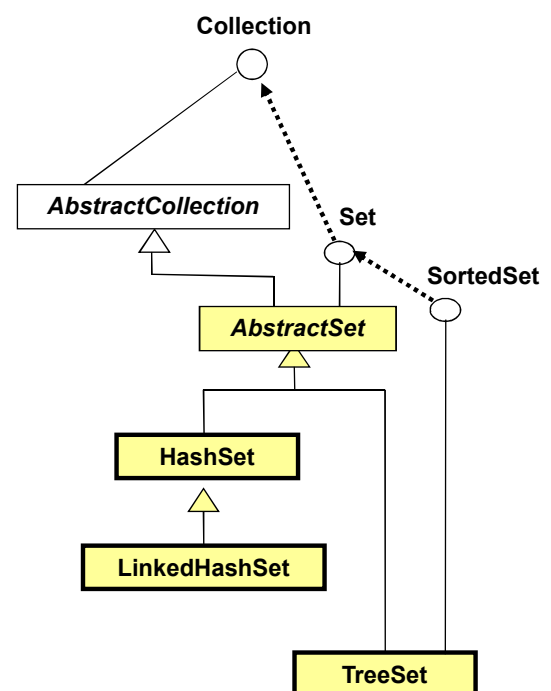 Collection
AbstractCollection
Set
SortedSet
AbstractSet
HashSet
LinkedHashSet
TreeSet